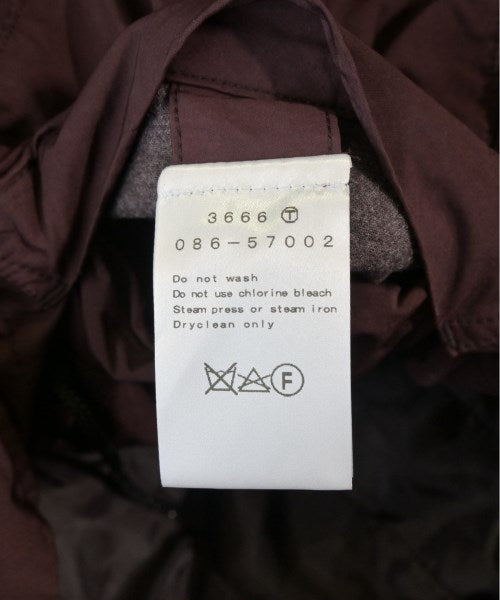 3666 Ⓣ
086-57002
Do not wash
Do not use chlorine bleach
Steam press or steam iron
Dryclean only
F